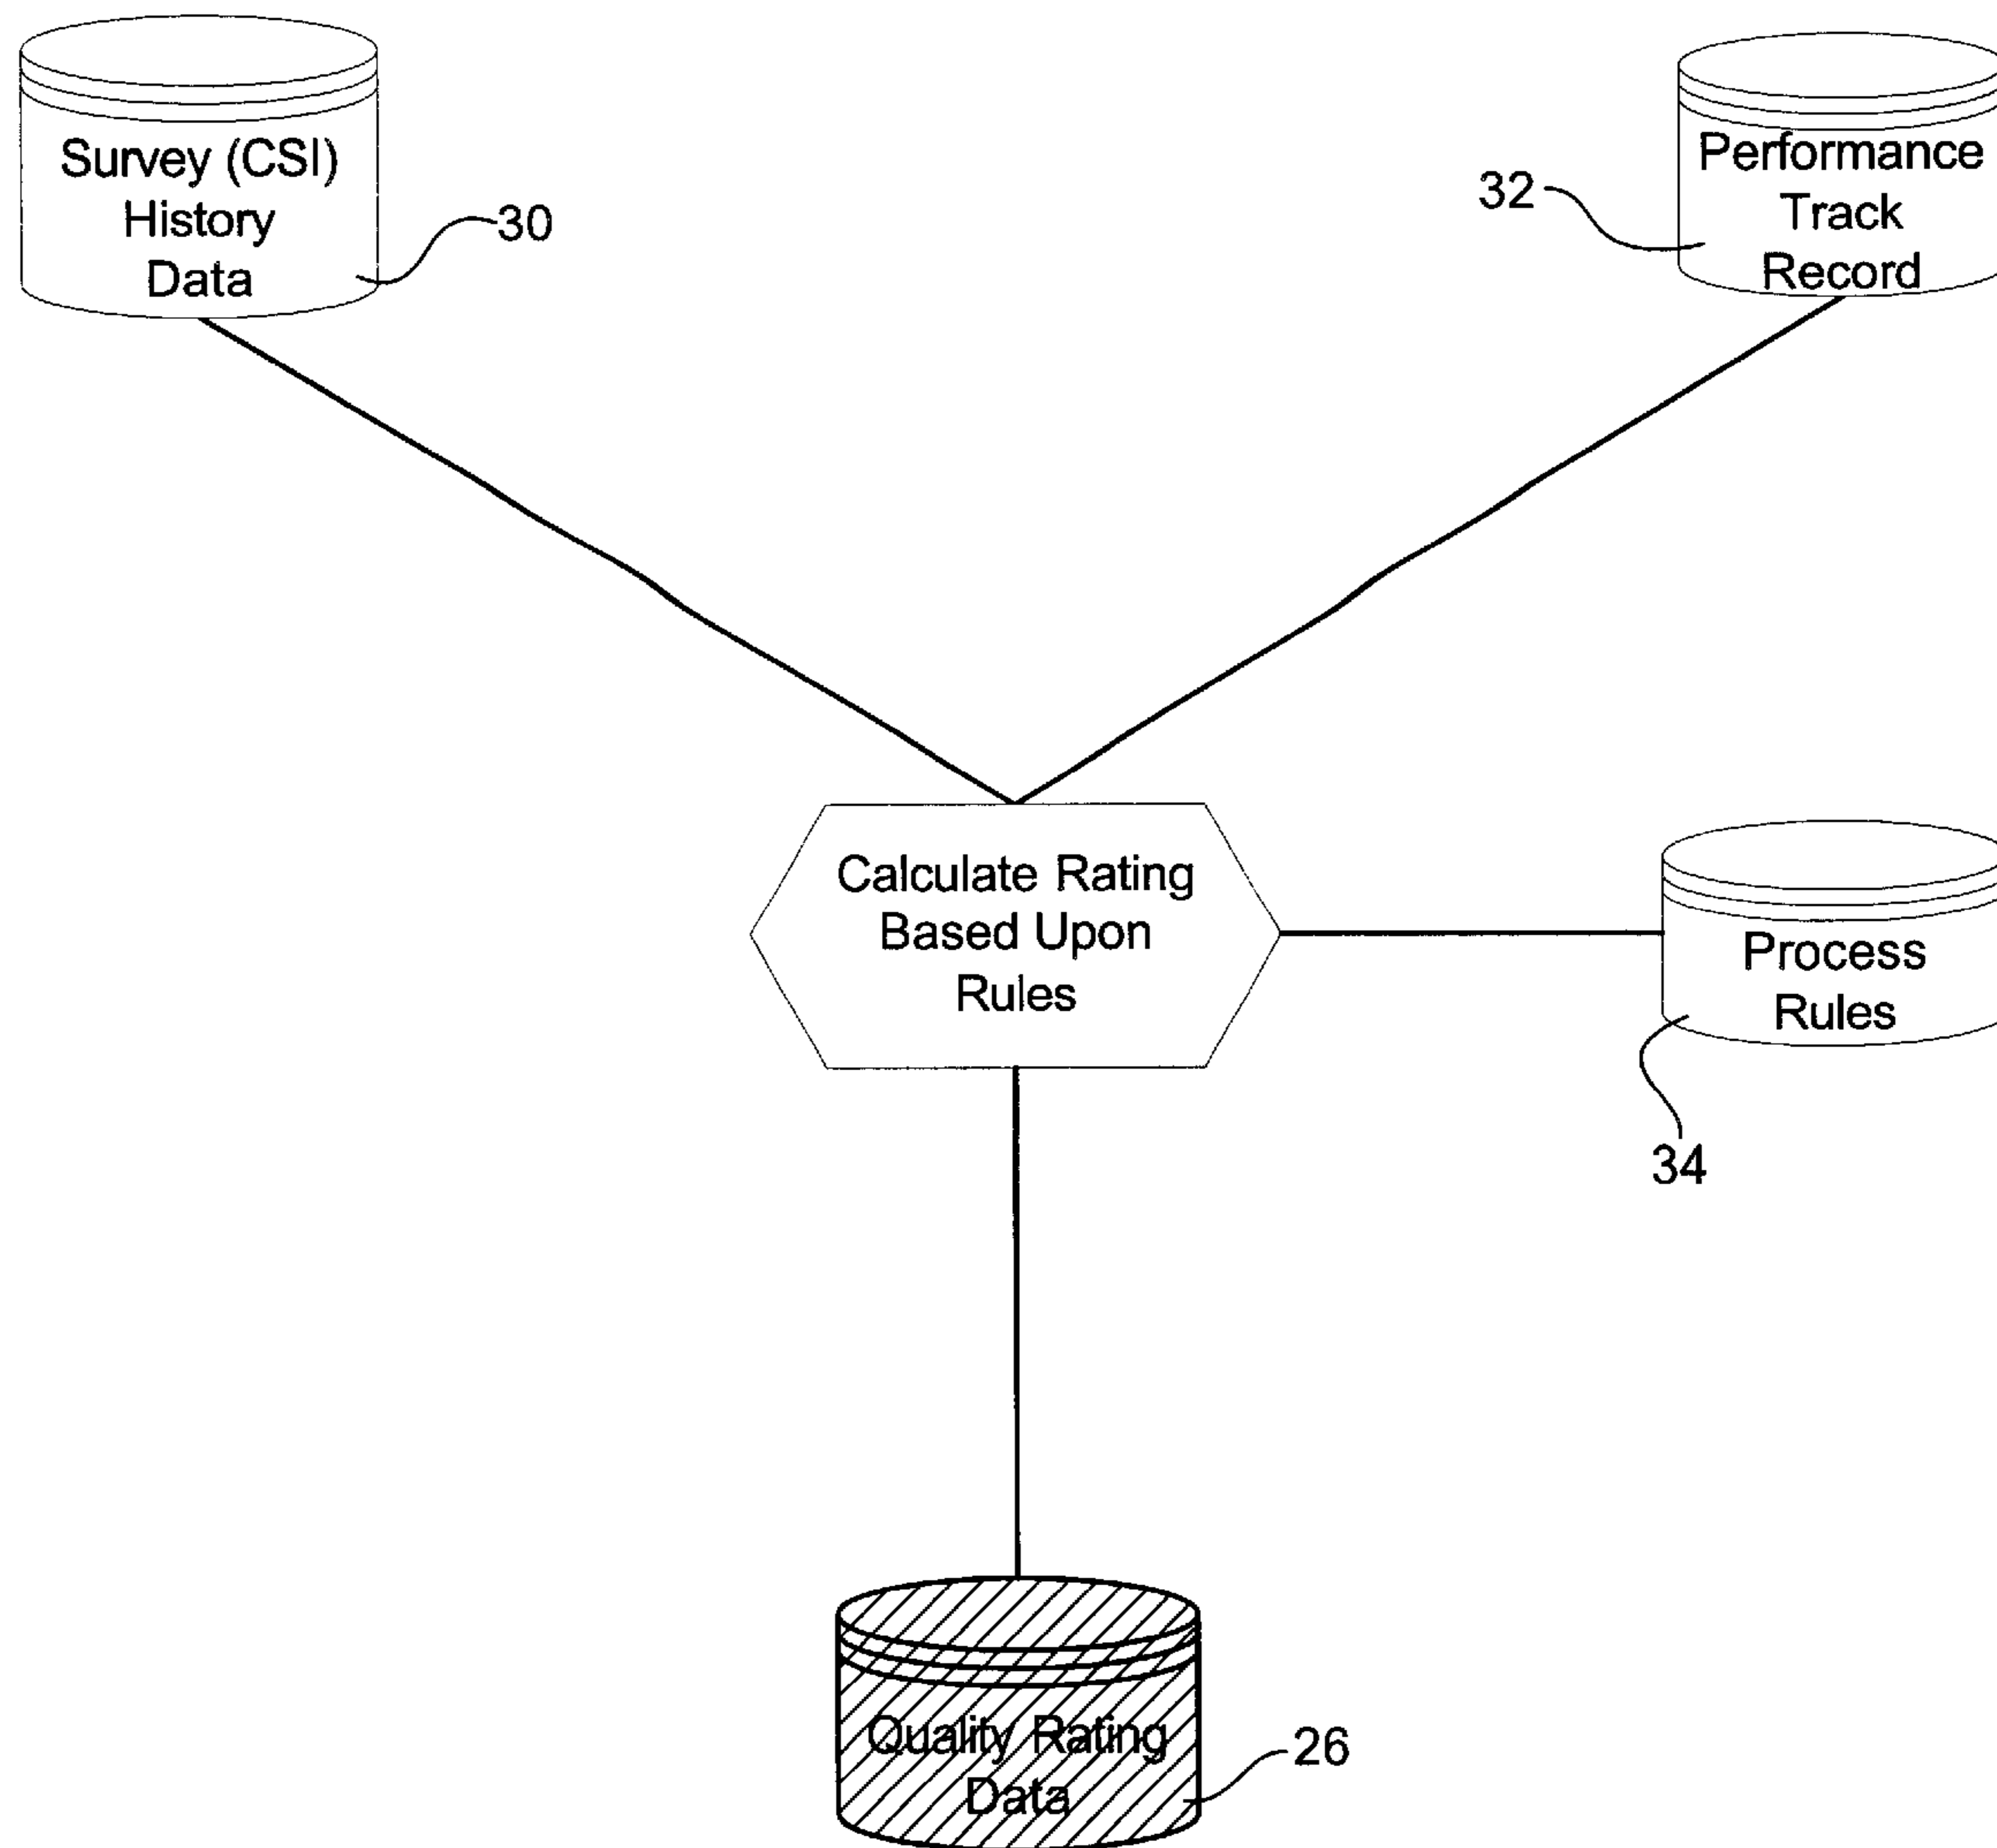 Survey (CSI)
History
Data
30
Performance
Track
Record
32
Calculate Rating
Based Upon
Rules
Process
Rules
34
Quality Rating
Data
26